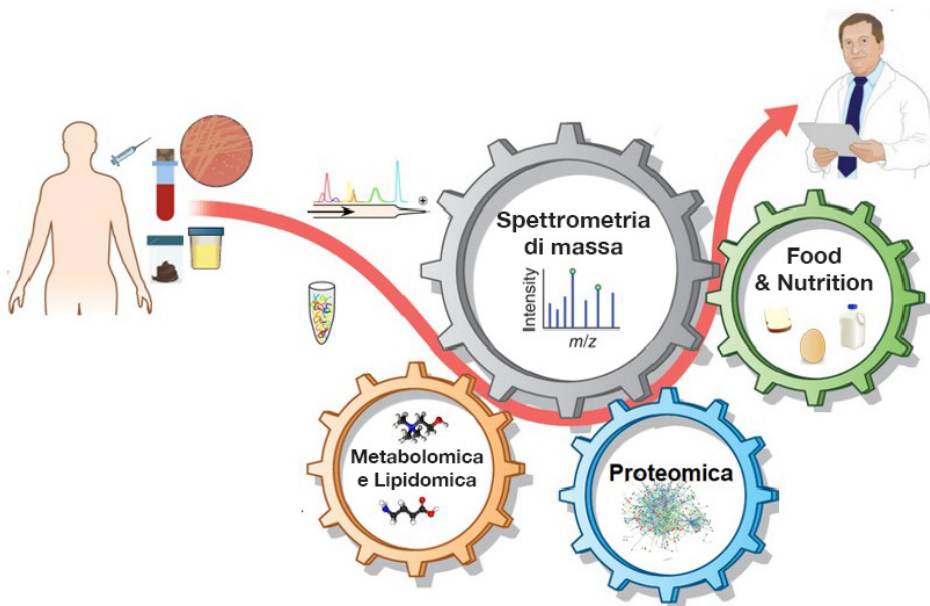 Spettrometria
di massa
Intensity
m/z
Food
& Nutrition
Metabolomica
e Lipidomica
Proteomica